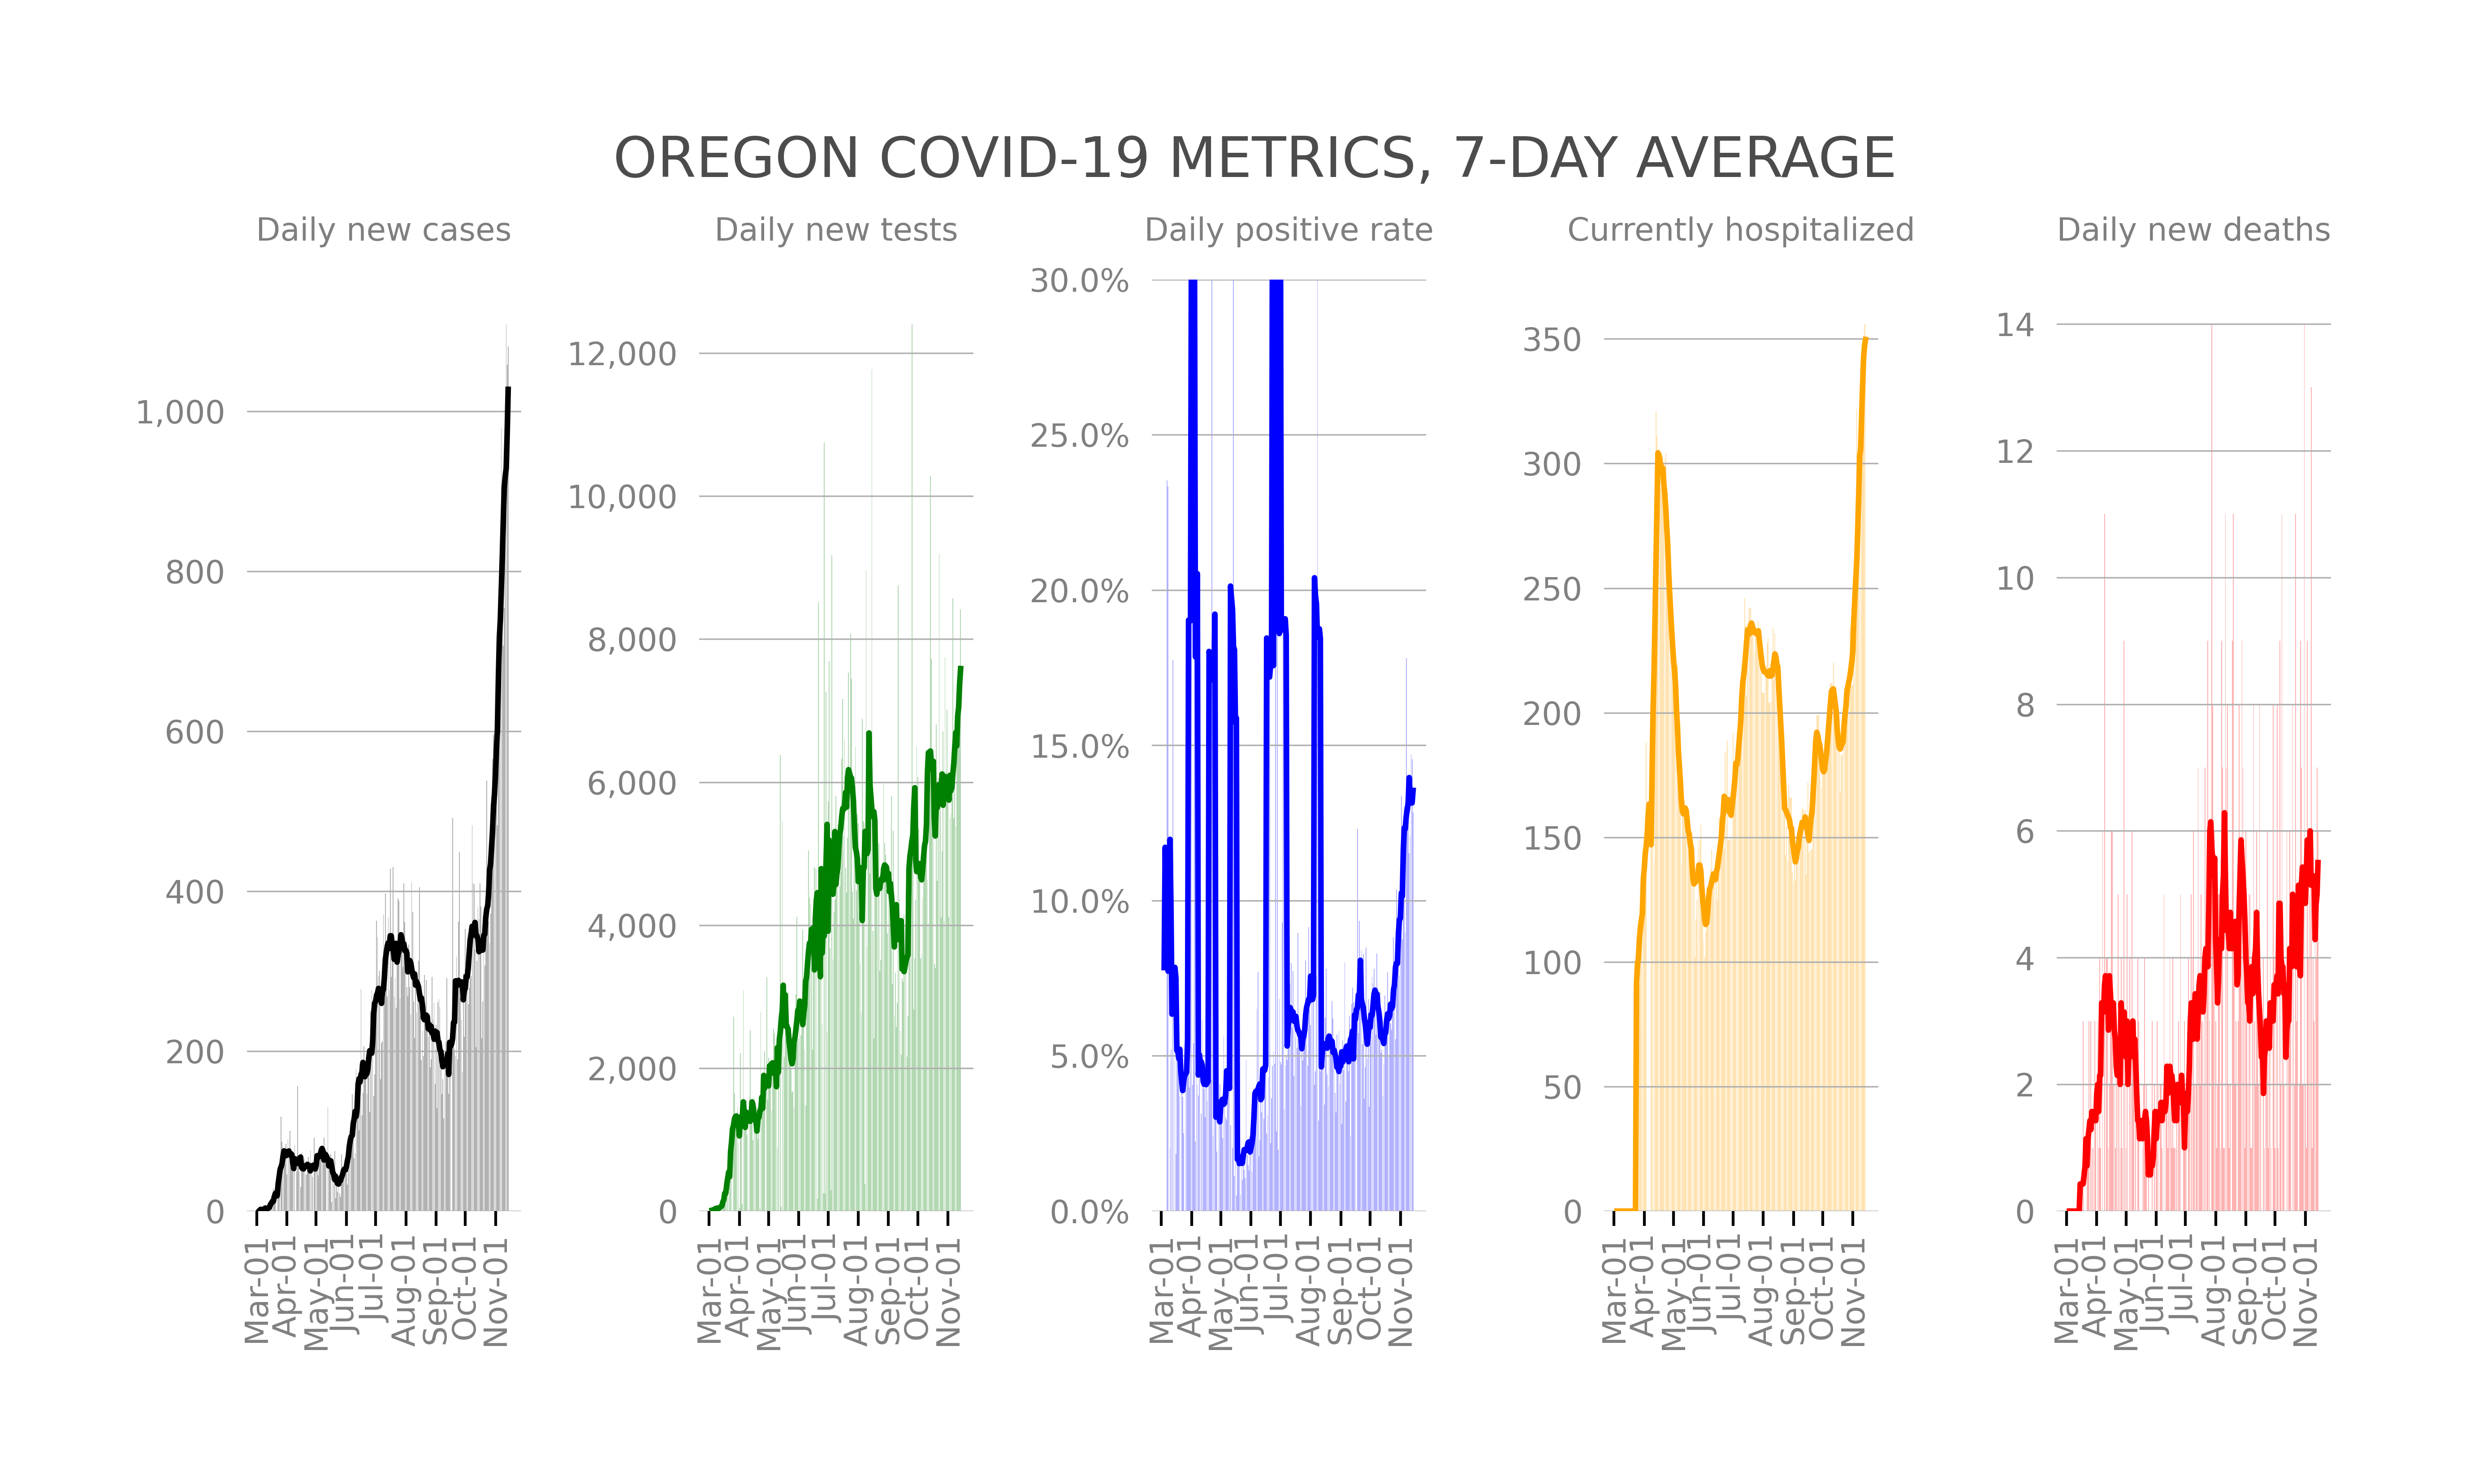 OREGON COVID-19 METRICS, 7-DAY AVERAGE
Daily new cases
1,000
800
600
400
200
0
Mar-01
Apr-01
May-01
Jun-01
Jul-01
Aug-01
Sep-01
Oct-01
Nov-01
Daily new tests
12,000
10,000
8,000
6,000
4,000
2,000
0
Mar-01
Apr-01
May-01
Jun-01
Jul-01
Aug-01
Sep-01
Oct-01
Nov-01
Daily positive rate
30.0%
25.0%
20.0%
15.0%
10.0%
5.0%
0.0%
Mar-01
Apr-01
May-01
Jun-01
Jul-01
Aug-01
Sep-01
Oct-01
Nov-01
Currently hospitalized
350
300
250
200
150
100
50
0
Mar-01
Apr-01
May-01
Jun-01
Jul-01
Aug-01
Sep-01
Oct-01
Nov-01
Daily new deaths
14
12
10
8
6
4
2
0
Mar-01
Apr-01
May-01
Jun-01
Jul-01
Aug-01
Sep-01
Oct-01
Nov-01